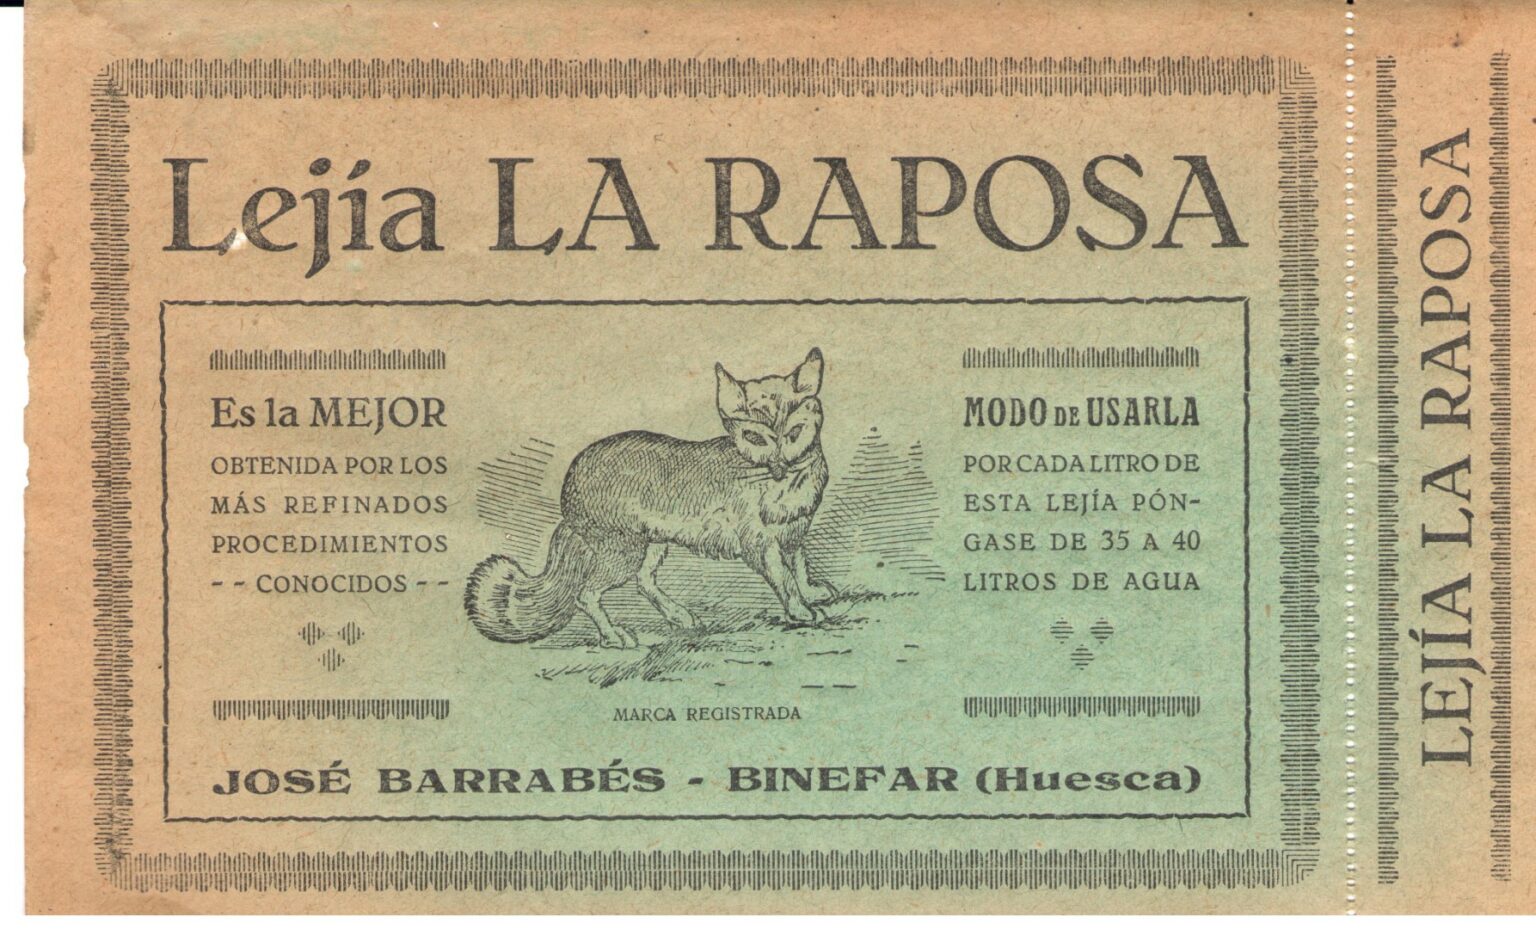 Lejía LA RAPOSA
Es la MEJOR
OBTENIDA POR LOS
MÁS REFINADOS
PROCEDIMIENTOS
- - CONOCIDOS - -
MODO DE USARLA
POR CADA LITRO DE
ESTA LEJÍA PÓN-
GASE DE 35 A 40
LITROS DE AGUA
MARCA REGISTRADA
JOSÉ BARRABÉS - BINEFAR (Huesca)
LEJÍA LA RAPOSA